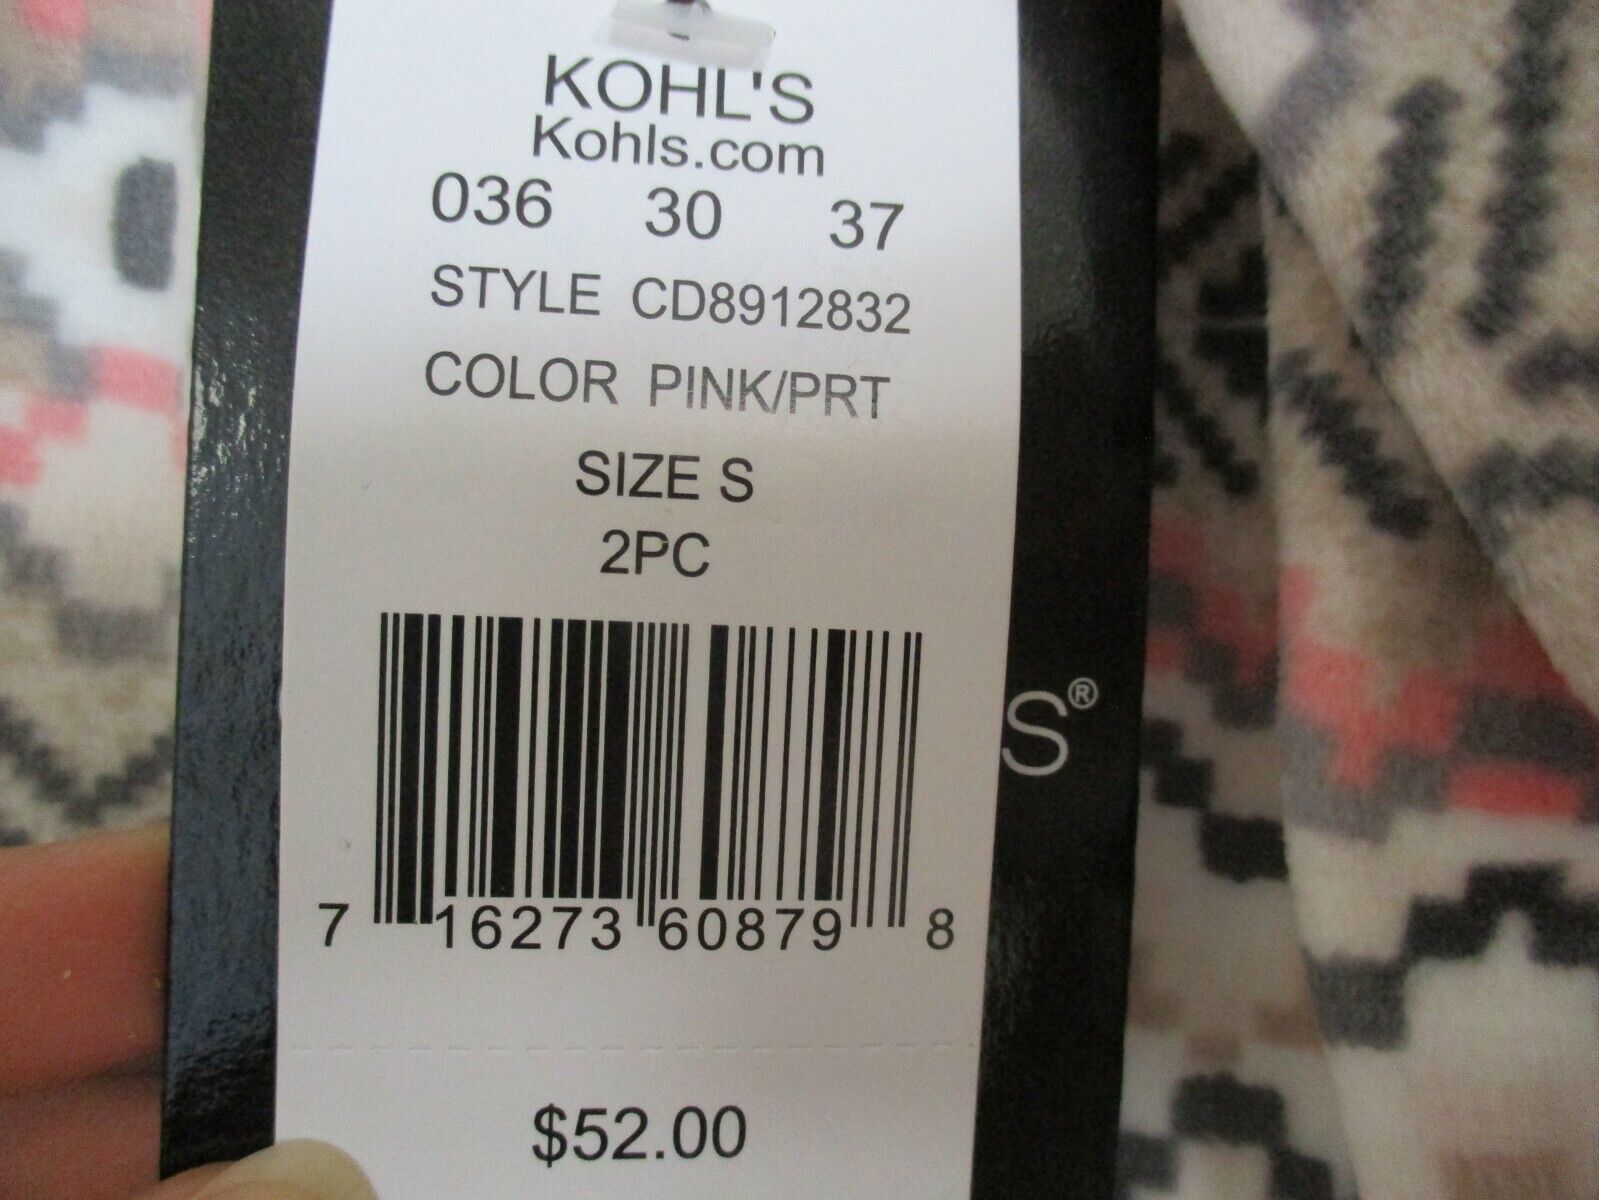 KOHL'S
Kohls.com
036 30 37
STYLE CD8912832
COLOR PINK/PRT
SIZE S
2PC
S®
7 16273 60879 8
$52.00